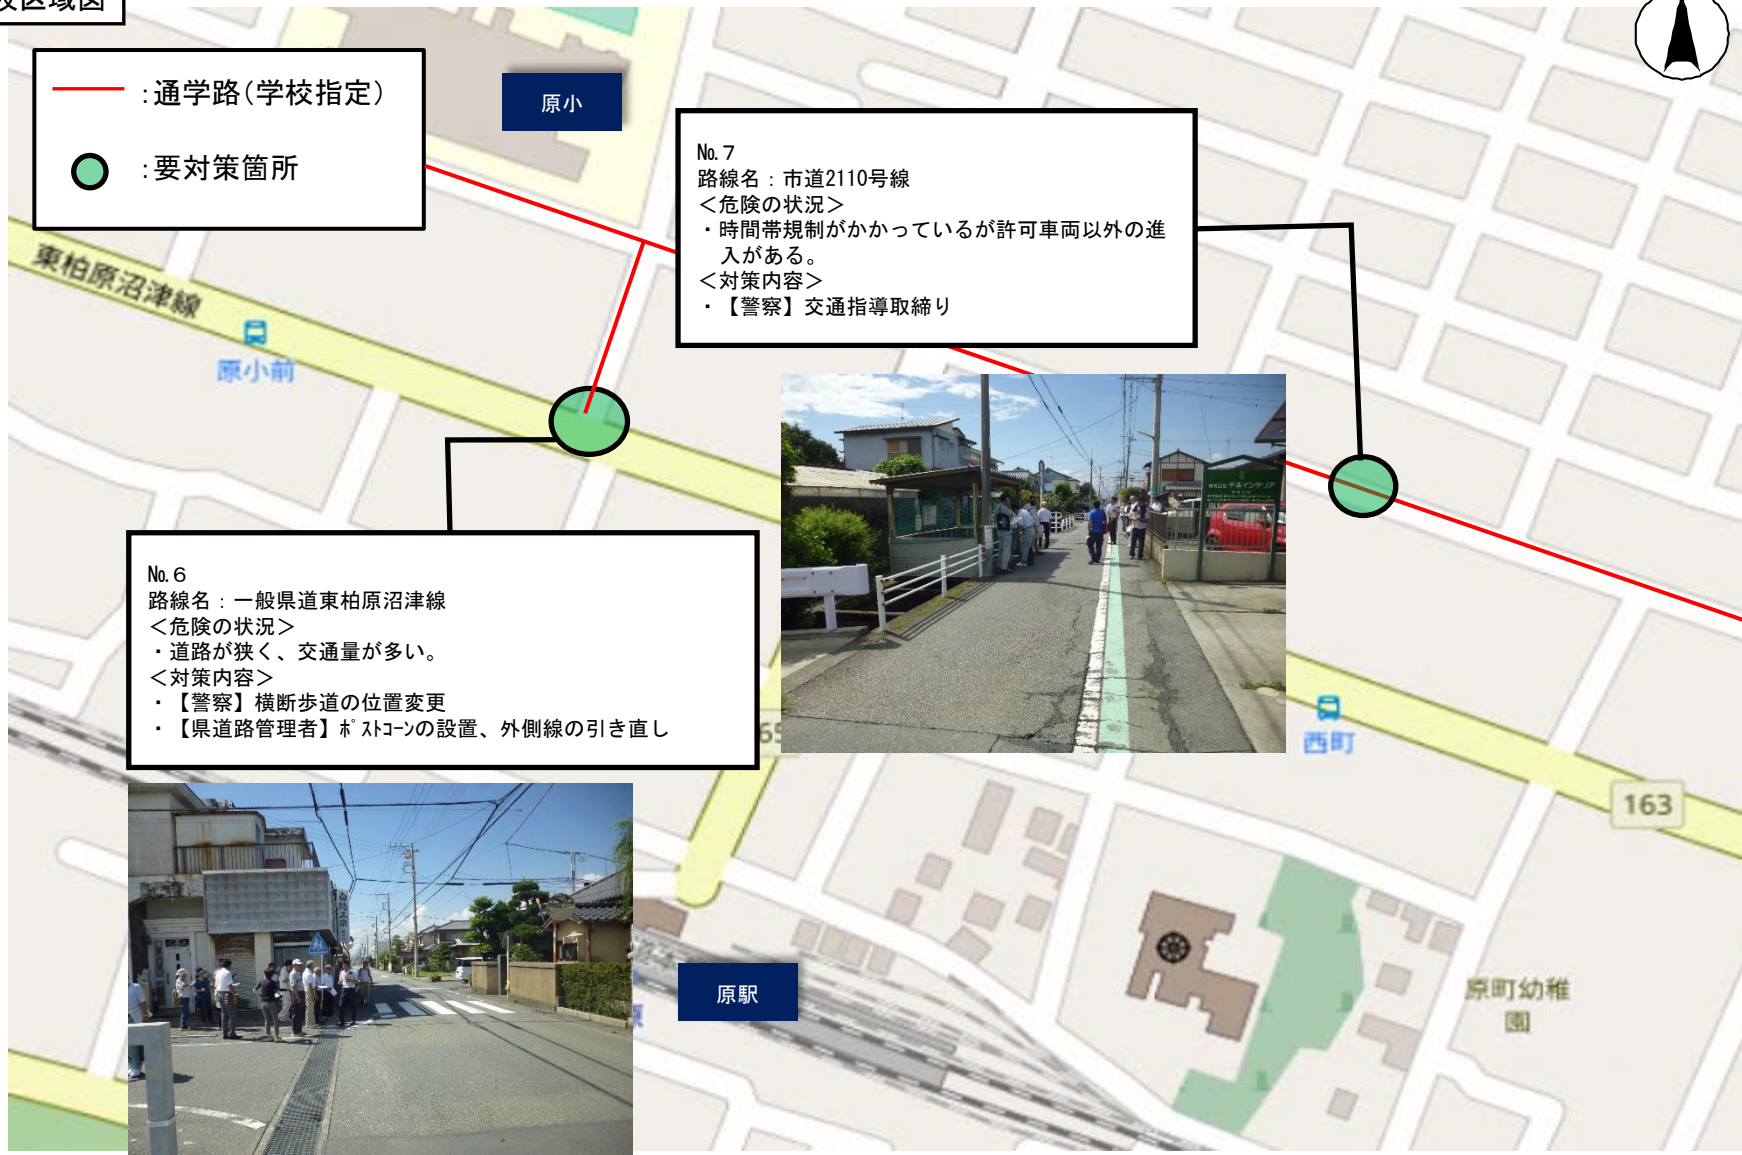 校区域図
:通学路(学校指定)
:要対策箇所
原小
№7
路線名：市道2110号線
＜危険の状況＞
・時間帯規制がかかっているが許可車両以外の進
入がある。
＜対策内容＞
・【警察】交通指導取締り
東柏原沼津線
原小前
№6
路線名：一般県道東柏原沼津線
＜危険の状況＞
・道路が狭く、交通量が多い。
＜対策内容＞
・【警察】横断歩道の位置変更
・【県道路管理者】ﾎﾟｽﾄｺｰﾝの設置、外側線の引き直し
西町
163
原駅
原町幼稚
園